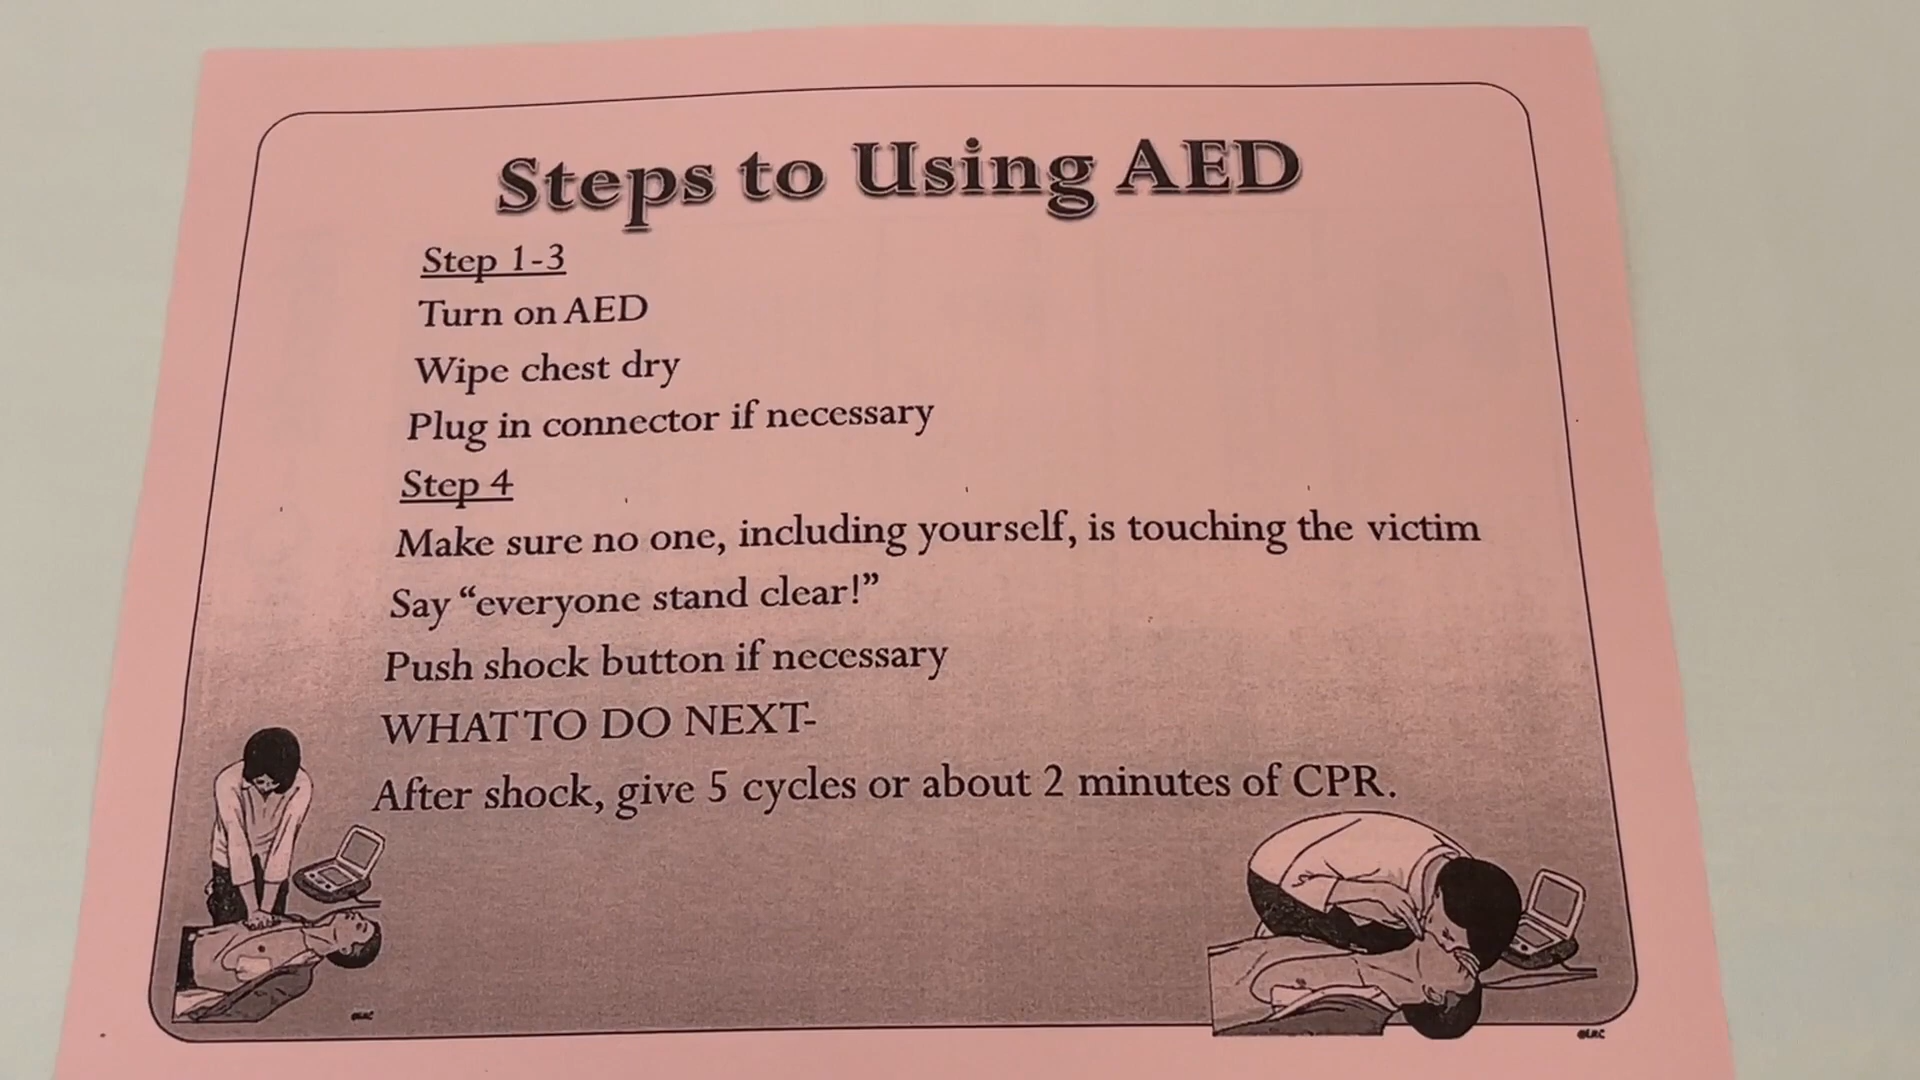 Steps to Using AED
Step 1-3
Turn on AED
Wipe chest dry
Plug in connector if necessary
Step 4
Make sure no one, including yourself, is touching the victim
Say “everyone stand clear!”
Push shock button if necessary
WHAT TO DO NEXT-
After shock, give 5 cycles or about 2 minutes of CPR.